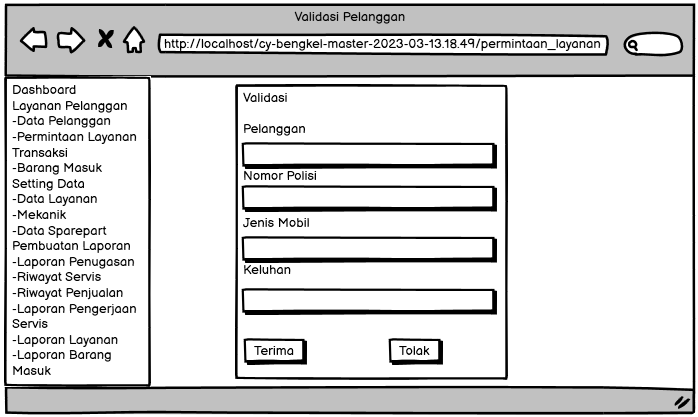 Validasi Pelanggan
http://localhost/cy-bengkel-master-2023-03-13.18.49/permintaan_layanan
Dashboard
Layanan Pelanggan
-Data Pelanggan
-Permintaan Layanan
Transaksi
-Barang Masuk
Setting Data
-Data Layanan
-Mekanik
-Data Sparepart
Pembuatan Laporan
-Laporan Penugasan
-Riwayat Servis
-Riwayat Penjualan
-Laporan Pengerjaan
Servis
-Laporan Layanan
-Laporan Barang
Masuk
Validasi
Pelanggan
Nomor Polisi
Jenis Mobil
Keluhan
Terima
Tolak